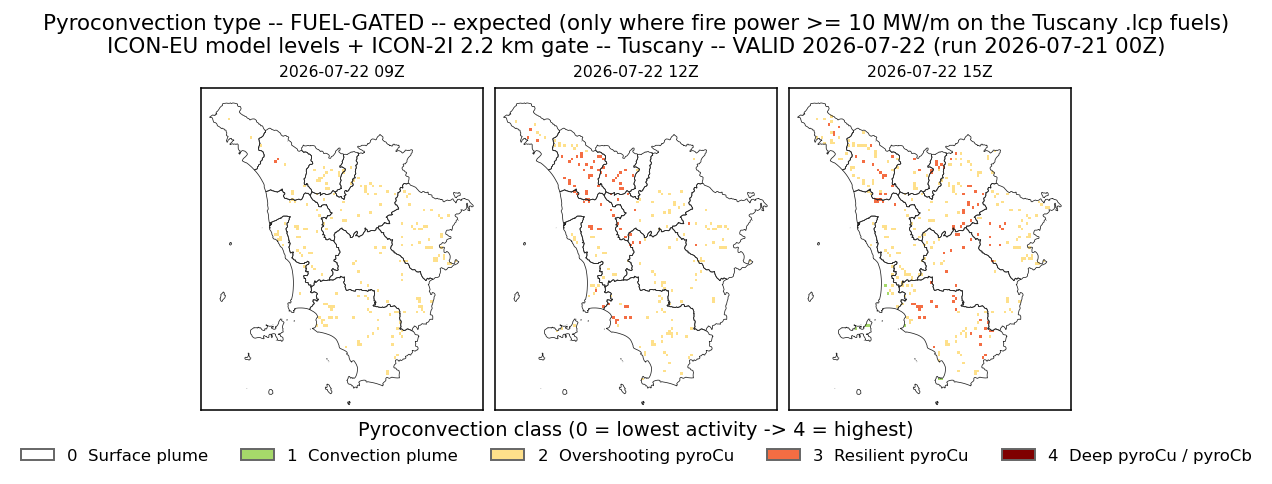 Pyroconvection type -- FUEL-GATED -- expected (only where fire power >= 10 MW/m on the Tuscany .lcp fuels)
ICON-EU model levels + ICON-2I 2.2 km gate -- Tuscany -- VALID 2026-07-22 (run 2026-07-21 00Z)
2026-07-22 09Z
2026-07-22 12Z
2026-07-22 15Z
Pyroconvection class (0 = lowest activity -> 4 = highest)
0 Surface plume
1 Convection plume
2 Overshooting pyroCu
3 Resilient pyroCu
4 Deep pyroCu / pyroCb